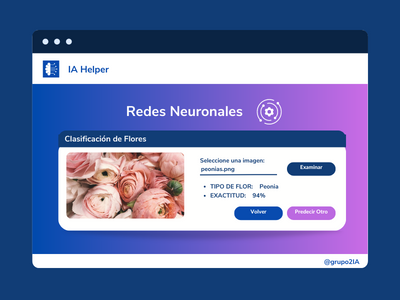 IA Helper
Redes Neuronales
Clasificación de Flores
Seleccione una imagen:
peonias.png
Examinar
• TIPO DE FLOR: Peonia
• EXACTITUD: 94%
Volver
Predecir Otro
@grupo2IA